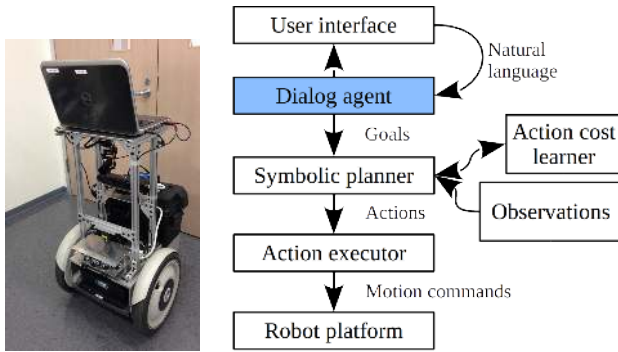 User interface
Natural
language
Dialog agent
Goals
Action cost
learner
Symbolic planner
Observations
Actions
Action executor
Motion commands
Robot platform